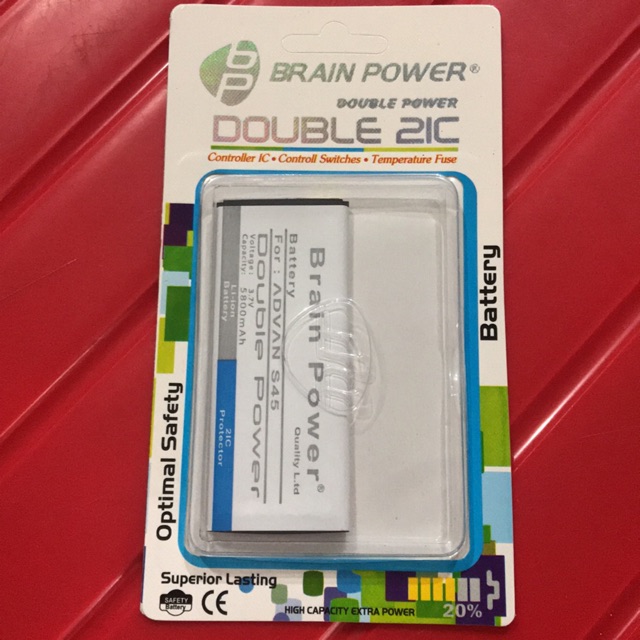 bp
BRAIN POWER®
DOUBLE POWER
DOUBLE 2IC
Controller IC • Controll Switches • Temperature Fuse
Brain Power®
Quality L.td
Battery
For : ADVAN S45
Double Power
Voltage: 3.7V
Capacity: 5800mAh
Li-ion
Battery
2IC
Protector
Battery
Optimal Safety
Superior Lasting
SAFETY
Battery
CE
HIGH CAPACITY EXTRA POWER
20%